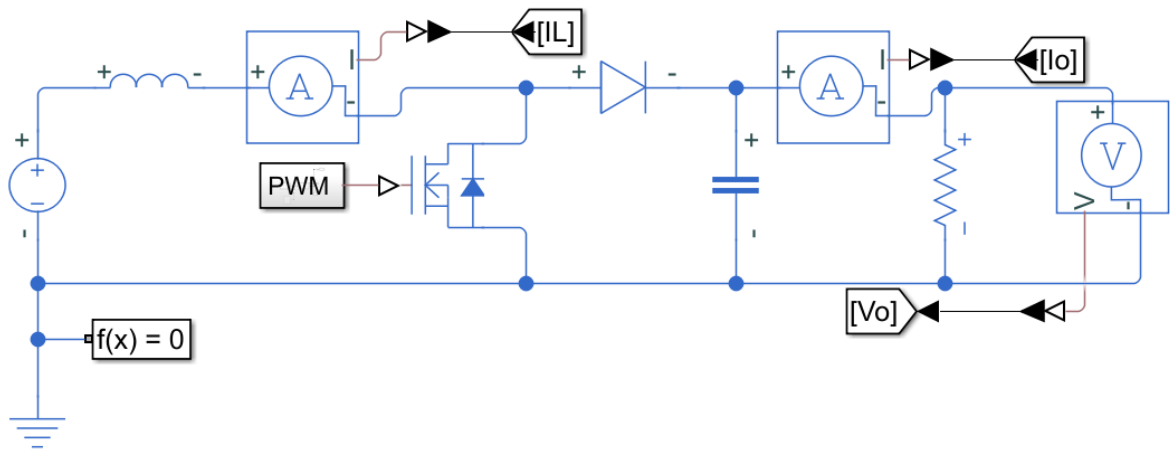 [IL]
[Io]
+
-
+
I
A
-
+
-
+
I
A
-
+
V
V
-
+
+
-
-
PWM
+
-
+
-
[Vo]
f(x) = 0